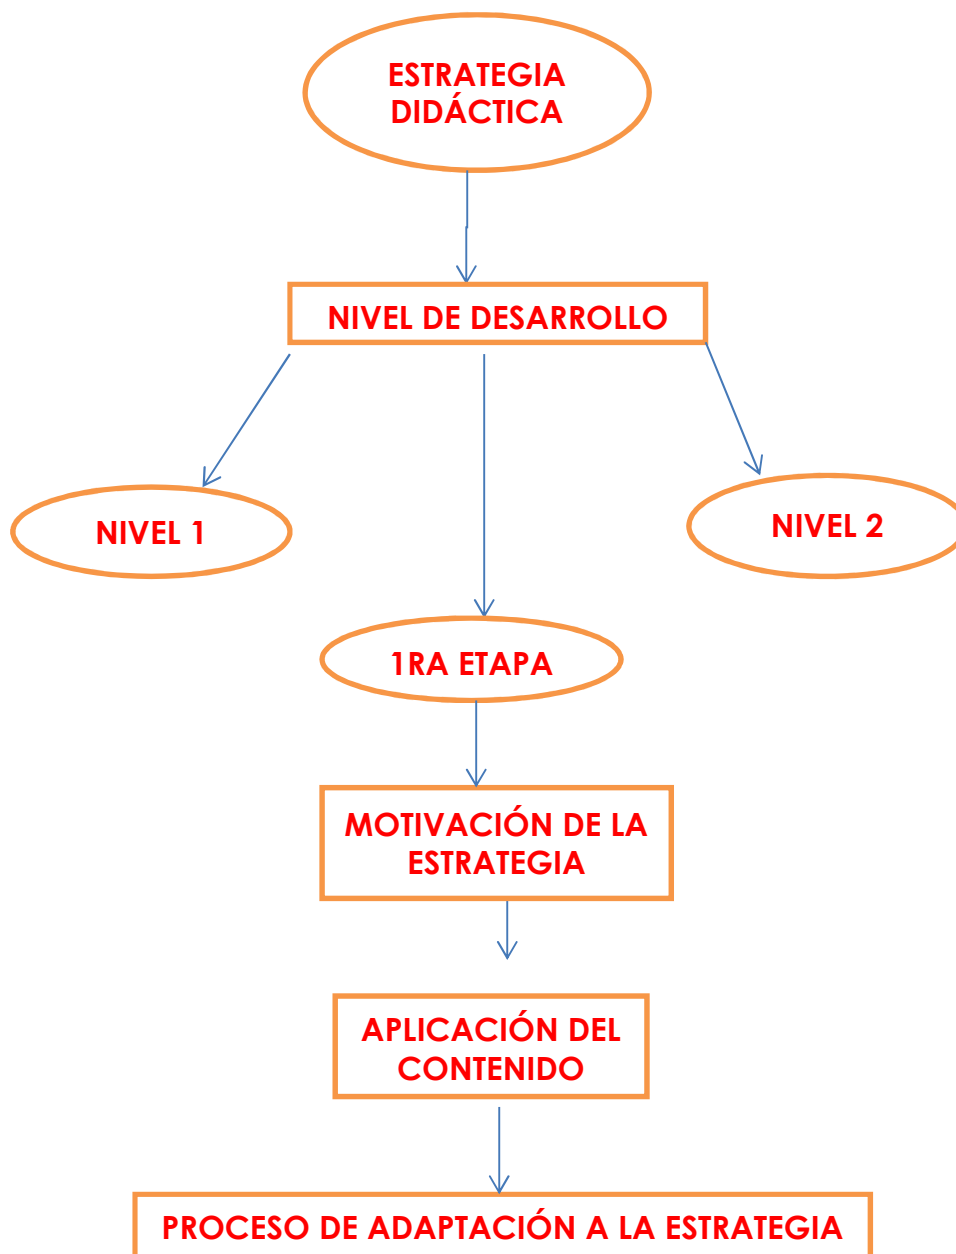 ESTRATEGIA
DIDÁCTICA
NIVEL DE DESARROLLO
NIVEL 1
NIVEL 2
1RA ETAPA
MOTIVACIÓN DE LA
ESTRATEGIA
APLICACIÓN DEL
CONTENIDO
PROCESO DE ADAPTACIÓN A LA ESTRATEGIA